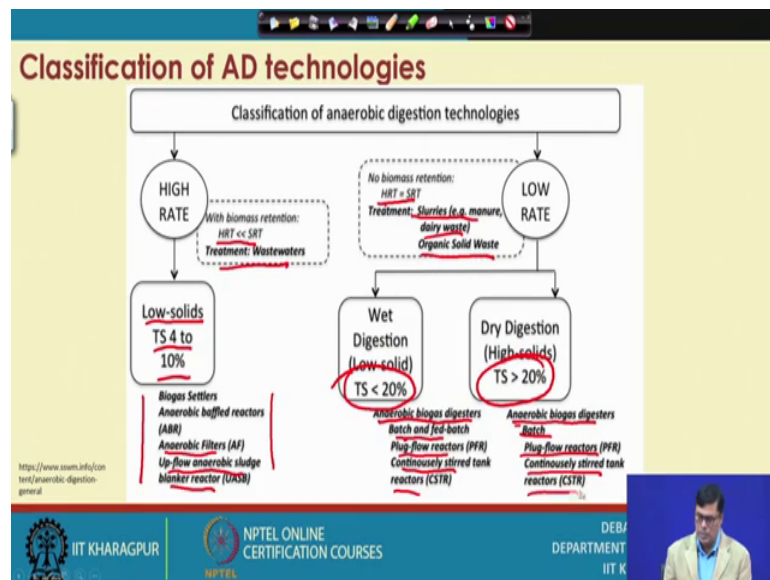 Classification of AD technologies
Classification of anaerobic digestion technologies
HIGH
RATE
With biomass retention:
HRT << SRT
Treatment: Wastewaters
No biomass retention:
HRT = SRT
Treatment: Slurries (e.g. manure,
dairy waste)
Organic Solid Waste
LOW
RATE
Low-solids
TS 4 to
10%
Biogas Settlers
Anaerobic baffled reactors
(ABR)
Anaerobic Filters (AF)
Up-flow anaerobic sludge
blanker reactor (UASB)
Wet
Digestion
(Low-solid)
TS < 20%
Anaerobic biogas digesters
Batch and fed-batch
Plug-flow reactors (PFR)
Continousely stirred tank
reactors (CSTR)
Dry Digestion
(High-solids)
TS > 20%
Anaerobic biogas digesters
Batch
Plug-flow reactors (PFR)
Continousely stirred tank
reactors (CSTR)
https://www.sswm.info/con
tent/anaerobic-digestion-
general
IIT KHARAGPUR
NPTEL
NPTEL ONLINE
CERTIFICATION COURSES
DEBA
DEPARTMENT
IIT K